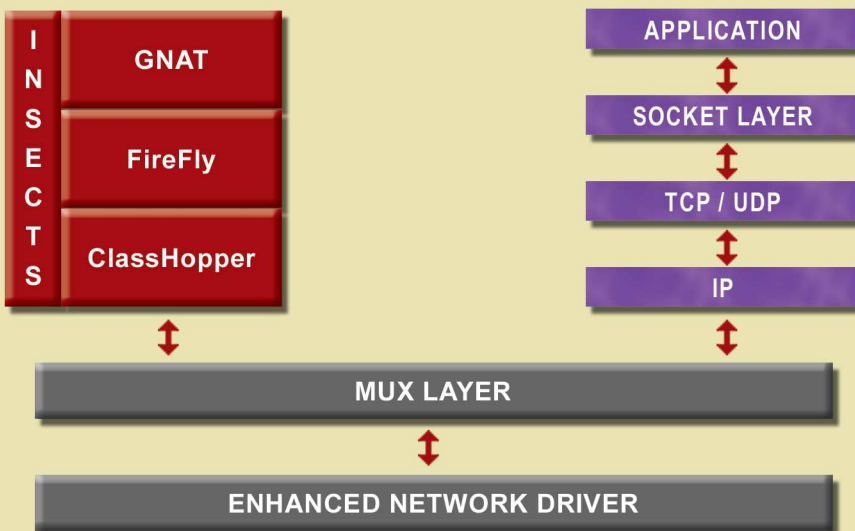 INSECTS
GNAT
FireFly
ClassHopper
APPLICATION
SOCKET LAYER
TCP / UDP
IP
MUX LAYER
ENHANCED NETWORK DRIVER